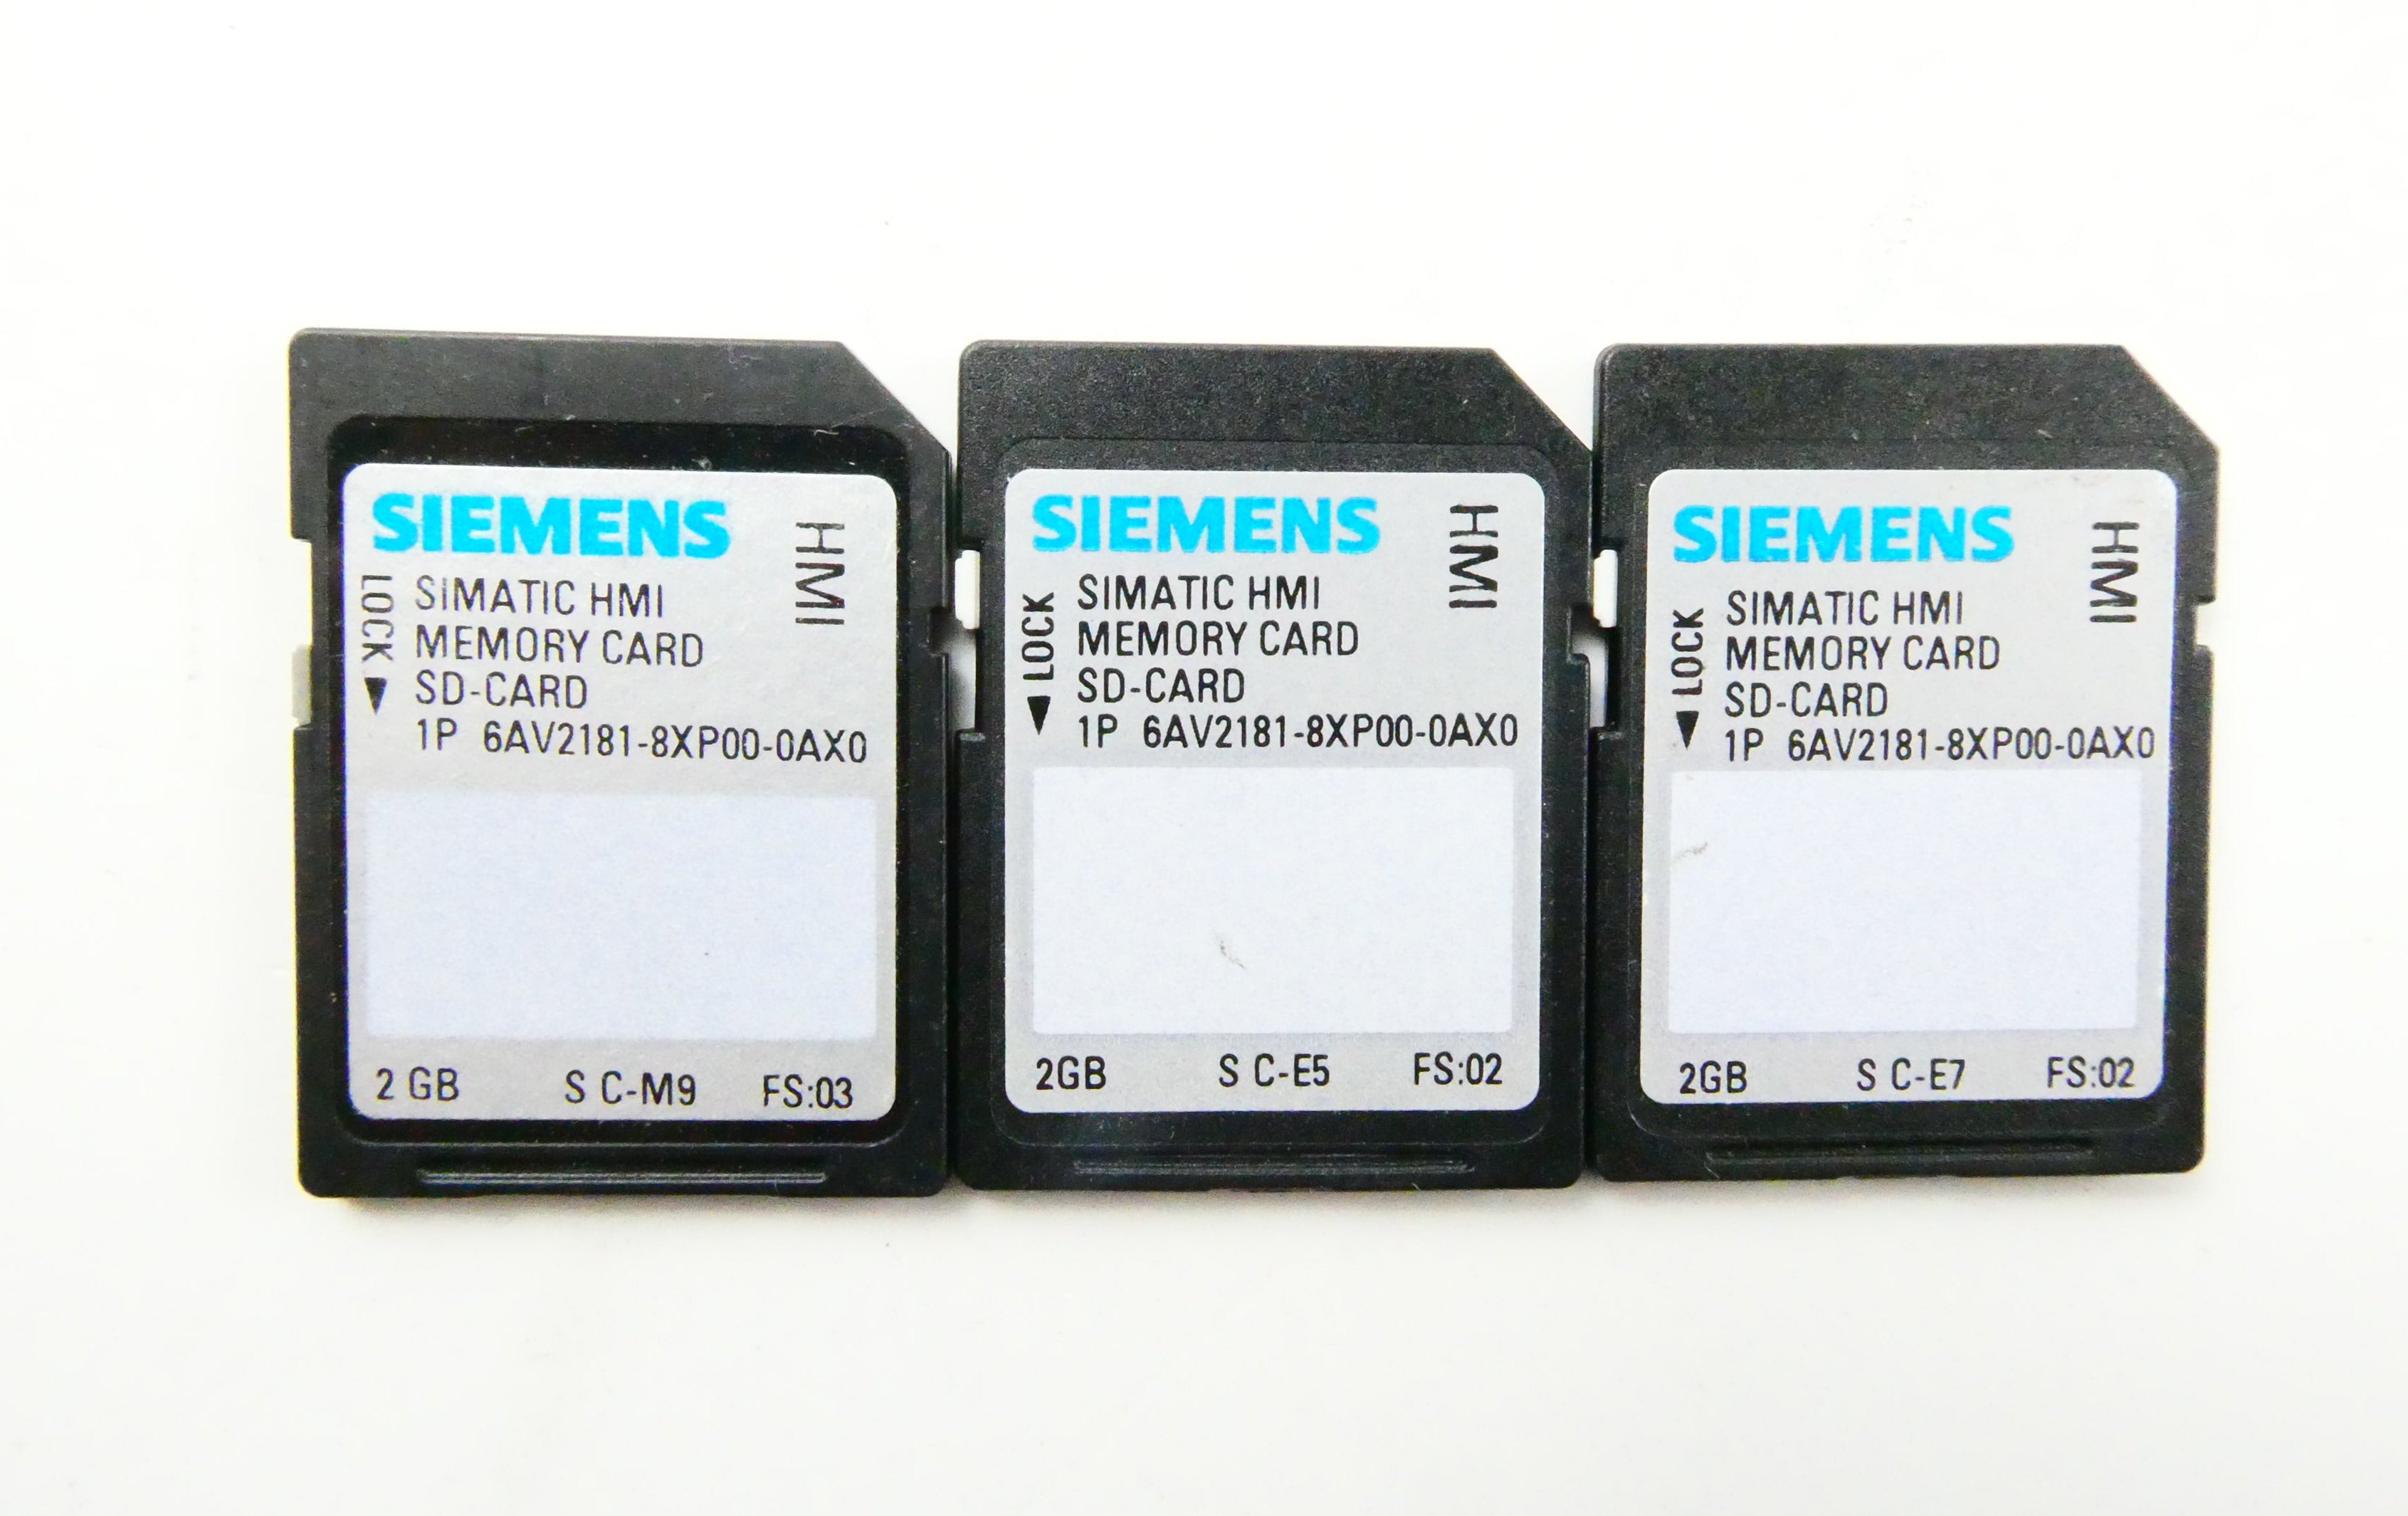 SIEMENS
HMI
LOCK
SIMATIC HMI
MEMORY CARD
SD-CARD
1P 6AV2181-8XP00-0AX0
2 GB S C-M9 FS:03
SIEMENS
HMI
LOCK
SIMATIC HMI
MEMORY CARD
SD-CARD
1P 6AV2181-8XP00-0AX0
2GB S C-E5 FS:02
SIEMENS
HMI
LOCK
SIMATIC HMI
MEMORY CARD
SD-CARD
1P 6AV2181-8XP00-0AX0
2GB S C-E7 FS:02